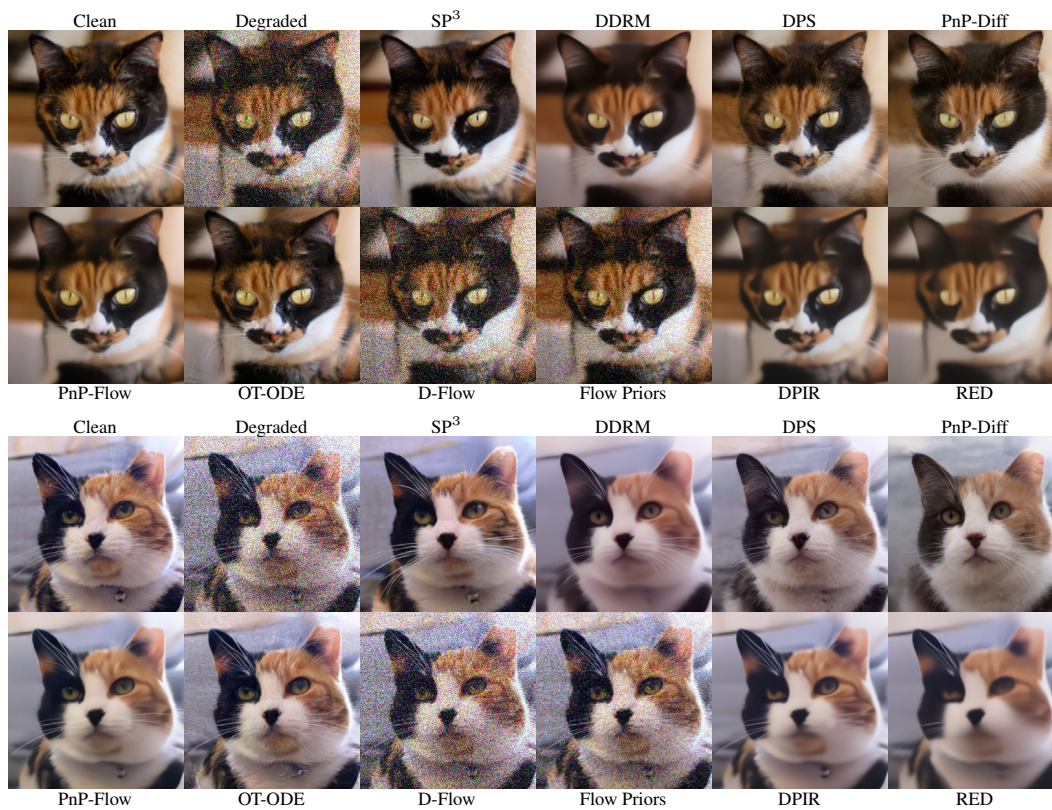 Clean Degraded SP³ DDRM DPS PnP-Diff
PnP-Flow OT-ODE D-Flow Flow Priors DPIR RED
Clean Degraded SP³ DDRM DPS PnP-Diff
PnP-Flow OT-ODE D-Flow Flow Priors DPIR RED